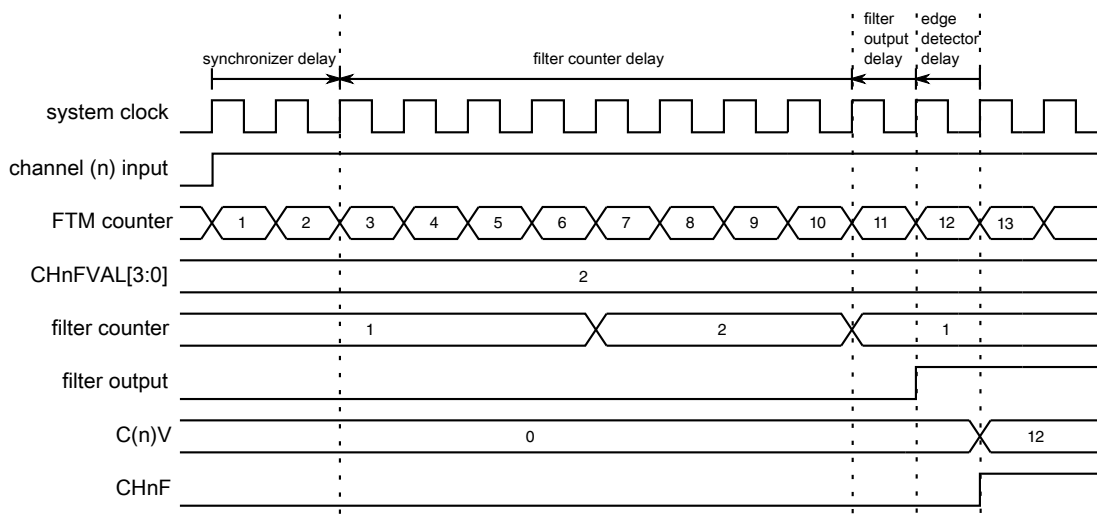 filter output delay
edge detector delay
synchronizer delay
filter counter delay
system clock
channel (n) input
FTM counter
1 2 3 4 5 6 7 8 9 10 11 12 13
CHnFVAL[3:0]
2
filter counter
1 2 1
filter output
C(n)V
0 12
CHnF